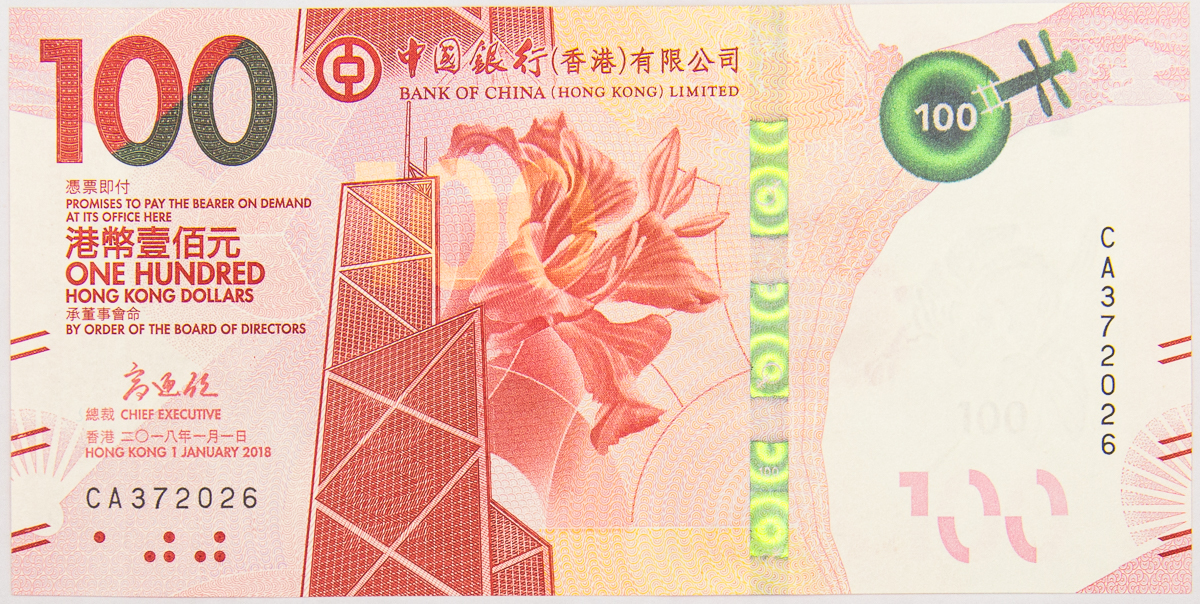 100
中國銀行(香港)有限公司
BANK OF CHINA (HONG KONG) LIMITED
100
憑票即付
PROMISES TO PAY THE BEARER ON DEMAND
AT ITS OFFICE HERE
港幣壹佰元
ONE HUNDRED
HONG KONG DOLLARS
承董事會命
BY ORDER OF THE BOARD OF DIRECTORS
總裁 CHIEF EXECUTIVE
香港 二〇一八年一月一日
HONG KONG 1 JANUARY 2018
CA372026
100
100
CA372026
100